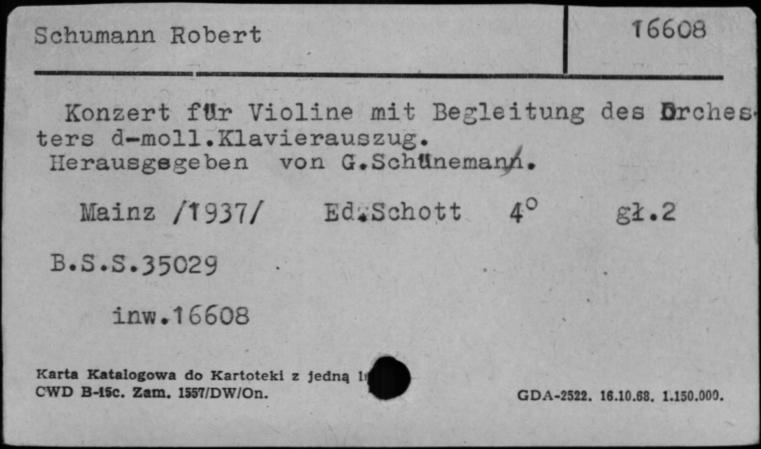 Schumann Robert 16608
Konzert für Violine mit Begleitung des Orches-
ters d-moll.Klavierauszug.
Herausgegeben von G.Schünemann.
Mainz /1937/ Ed.Schott 4° gł.2
B.S.S.35029
inw.16608
Karta Katalogowa do Kartoteki z jedną
CWD B-15c. Zam. 1557/DW/On. GDA-2522. 16.10.68. 1.150.000.